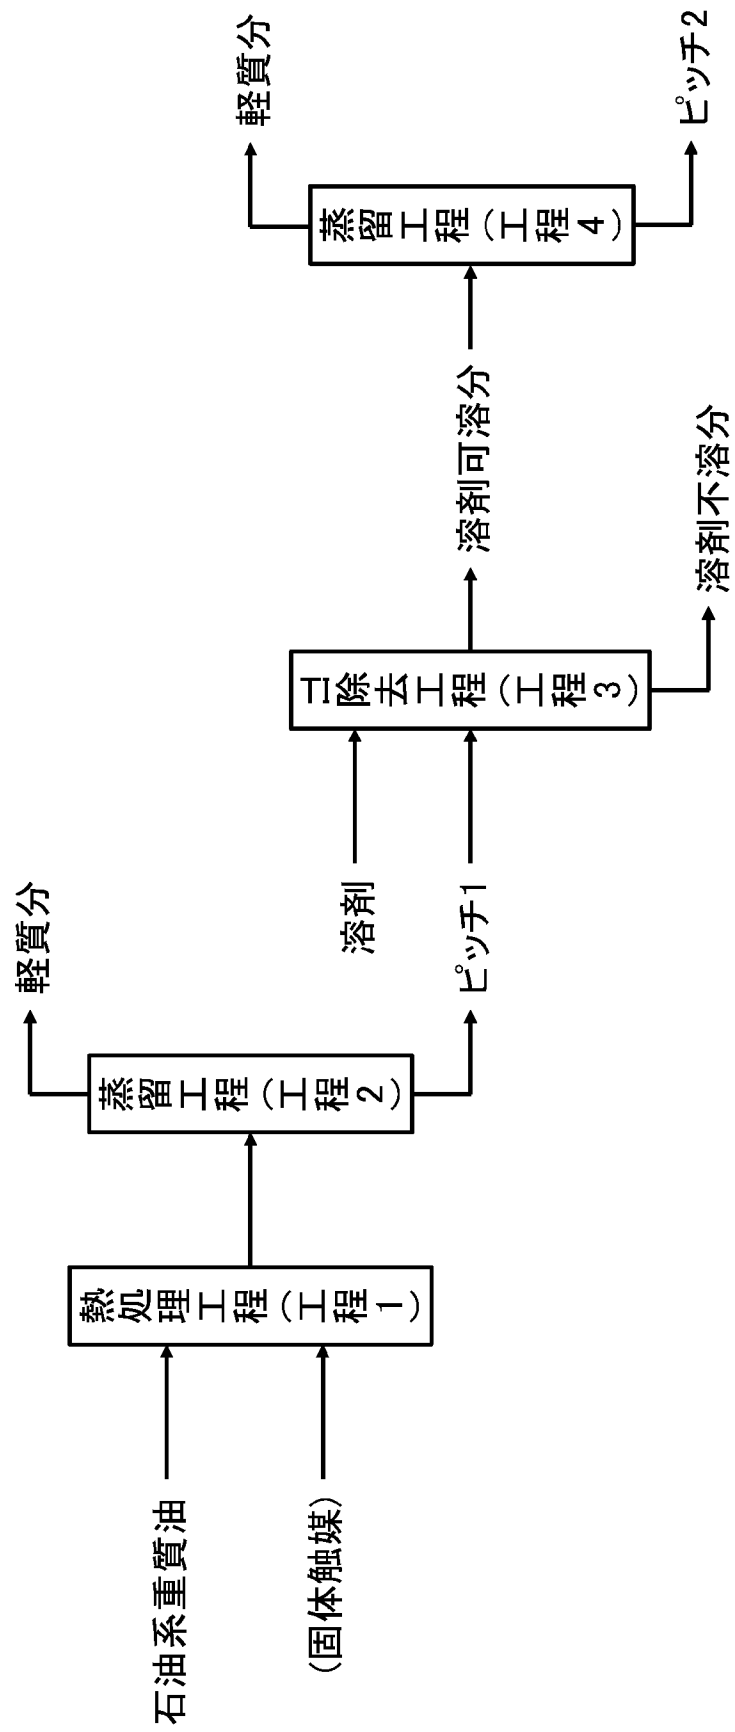 石油系重質油
(固体触媒)
熱処理工程(工程1)
蒸留工程(工程2)
軽質分
ピッチ1
溶剤
TI除去工程(工程3)
溶剤可溶分
溶剤不溶分
蒸留工程(工程4)
軽質分
ピッチ2